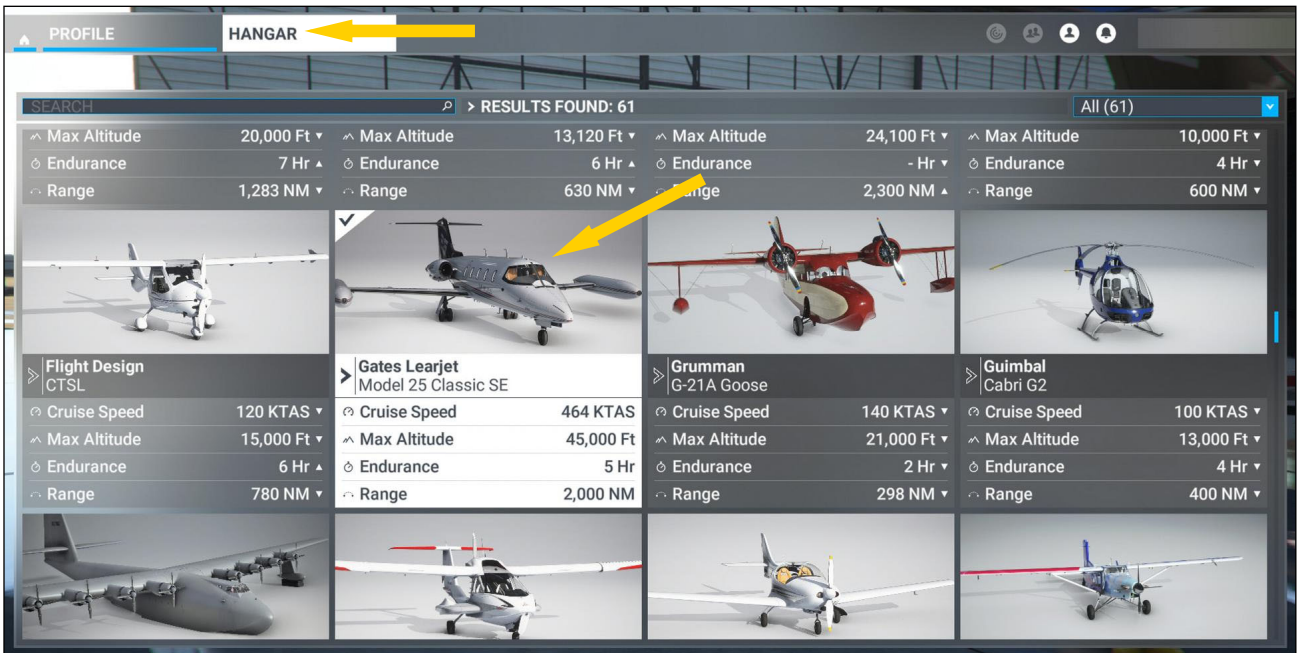 PROFILE
HANGAR
SEARCH
> RESULTS FOUND: 61
All (61)
Max Altitude 20,000 Ft ▾ Max Altitude 13,120 Ft ▾ Max Altitude 24,100 Ft ▾ Max Altitude 10,000 Ft ▾
Endurance 7 Hr ▴ Endurance 6 Hr ▴ Endurance - Hr ▾ Endurance 4 Hr ▾
Range 1,283 NM ▾ Range 630 NM ▾ Range 2,300 NM ▴ Range 600 NM ▾
Flight Design
CTSL
Cruise Speed 120 KTAS ▾
Max Altitude 15,000 Ft ▾
Endurance 6 Hr ▴
Range 780 NM ▾
Gates Learjet
Model 25 Classic SE
Cruise Speed 464 KTAS
Max Altitude 45,000 Ft
Endurance 5 Hr
Range 2,000 NM
Grumman
G-21A Goose
Cruise Speed 140 KTAS ▾
Max Altitude 21,000 Ft ▾
Endurance 2 Hr ▾
Range 298 NM ▾
Guimbal
Cabri G2
Cruise Speed 100 KTAS ▾
Max Altitude 13,000 Ft ▾
Endurance 4 Hr ▾
Range 400 NM ▾